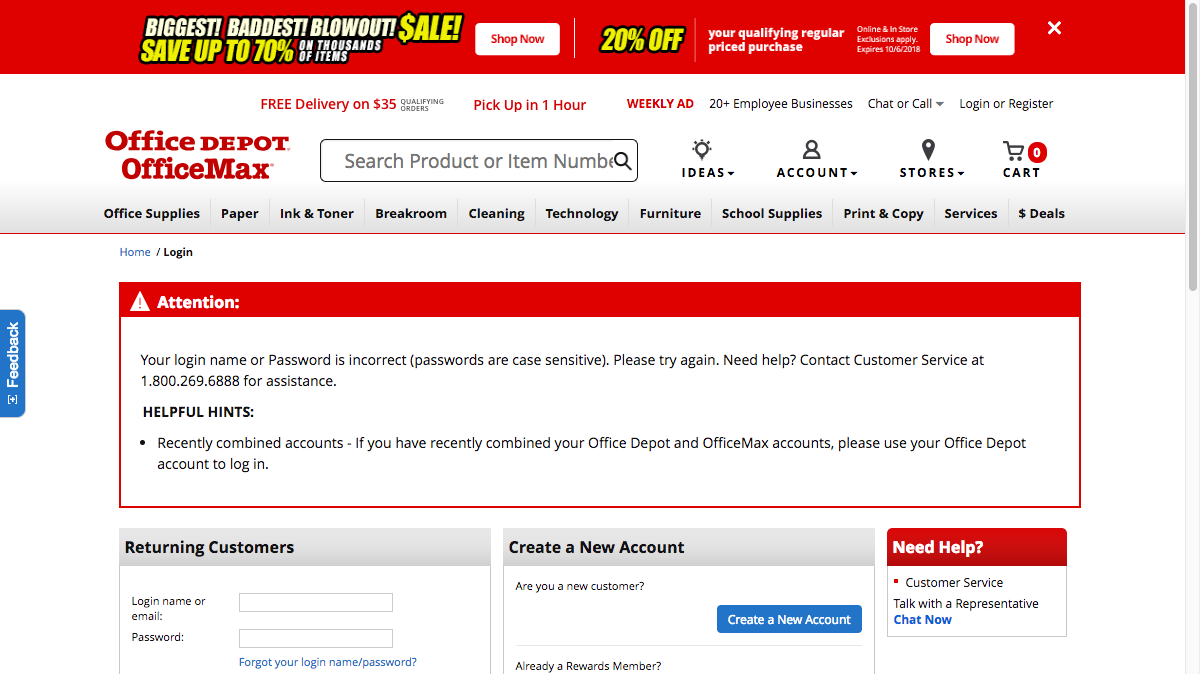 BIGGEST! BADDEST! BLOWOUT! $ALE!
SAVE UP TO 70% ON THOUSANDS OF ITEMS
Shop Now
20% OFF
your qualifying regular
priced purchase
Online & In Store
Exclusions apply.
Expires 10/6/2018
Shop Now
FREE Delivery on $35 QUALIFYING ORDERS
Pick Up in 1 Hour
WEEKLY AD
20+ Employee Businesses
Chat or Call
Login or Register
Office DEPOT
OfficeMax
Search Product or Item Numbe
IDEAS
ACCOUNT
STORES
0
CART
Office Supplies
Paper
Ink & Toner
Breakroom
Cleaning
Technology
Furniture
School Supplies
Print & Copy
Services
$ Deals
Home / Login
Feedback
Attention:
Your login name or Password is incorrect (passwords are case sensitive). Please try again. Need help? Contact Customer Service at
1.800.269.6888 for assistance.
HELPFUL HINTS:
Recently combined accounts - If you have recently combined your Office Depot and OfficeMax accounts, please use your Office Depot
account to log in.
Returning Customers
Login name or
email:
Password:
Forgot your login name/password?
Create a New Account
Are you a new customer?
Create a New Account
Already a Rewards Member?
Need Help?
Customer Service
Talk with a Representative
Chat Now